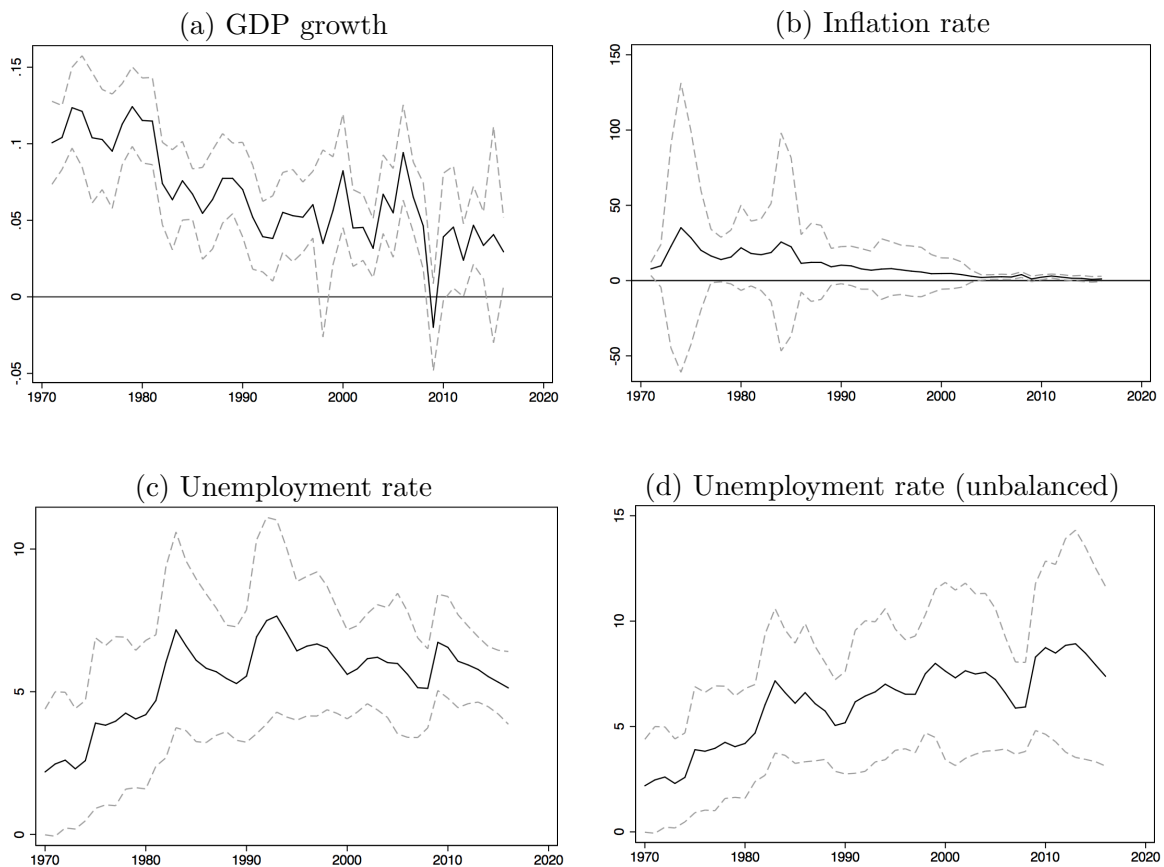 (a) GDP growth
.15
.1
.05
0
-.05
1970 1980 1990 2000 2010 2020
(b) Inflation rate
150
100
50
0
-50
1970 1980 1990 2000 2010 2020
(c) Unemployment rate
10
5
0
1970 1980 1990 2000 2010 2020
(d) Unemployment rate (unbalanced)
15
10
5
0
1970 1980 1990 2000 2010 2020